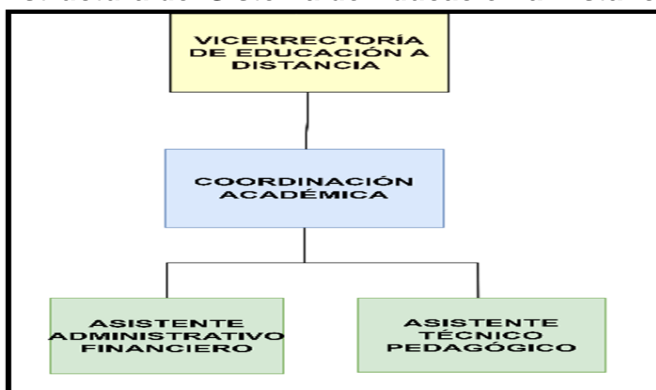 VICERRECTORÍA
DE EDUCACIÓN A
DISTANCIA
COORDINACIÓN
ACADÉMICA
ASISTENTE
ADMINISTRATIVO
FINANCIERO
ASISTENTE
TÉCNICO
PEDAGÓGICO